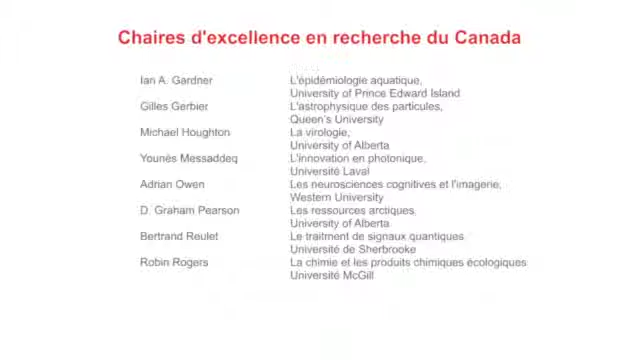 Chaires d'excellence en recherche du Canada
Ian A. Gardner L'épidémiologie aquatique,
University of Prince Edward Island
Gilles Gerbier L'astrophysique des particules,
Queen's University
Michael Houghton La virologie,
University of Alberta
Younès Messaddeq L'innovation en photonique,
Université Laval
Adrian Owen Les neurosciences cognitives et l'imagerie,
Western University
D. Graham Pearson Les ressources arctiques,
University of Alberta
Bertrand Reulet Le traitement de signaux quantiques
Université de Sherbrooke
Robin Rogers La chimie et les produits chimiques écologiques
Université McGill